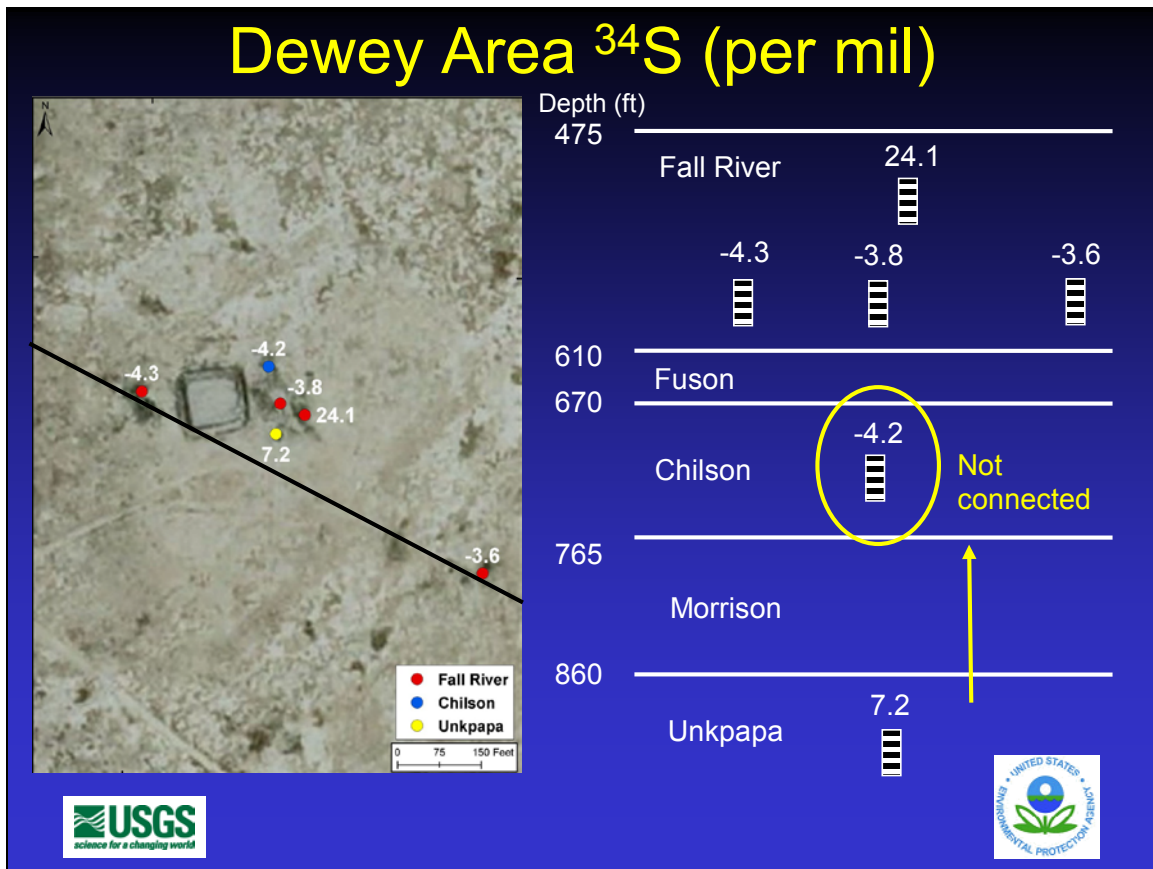 Dewey Area ³⁴S (per mil)
N
-4.2
-4.3
-3.8
24.1
7.2
-3.6
Fall River
Chilson
Unkpapa
0 75 150 Feet
Depth (ft)
475
Fall River
24.1
-4.3
-3.8
-3.6
610
Fuson
670
-4.2
Chilson
Not
connected
765
Morrison
860
7.2
Unkpapa
USGS
science for a changing world
UNITED STATES
ENVIRONMENTAL PROTECTION AGENCY